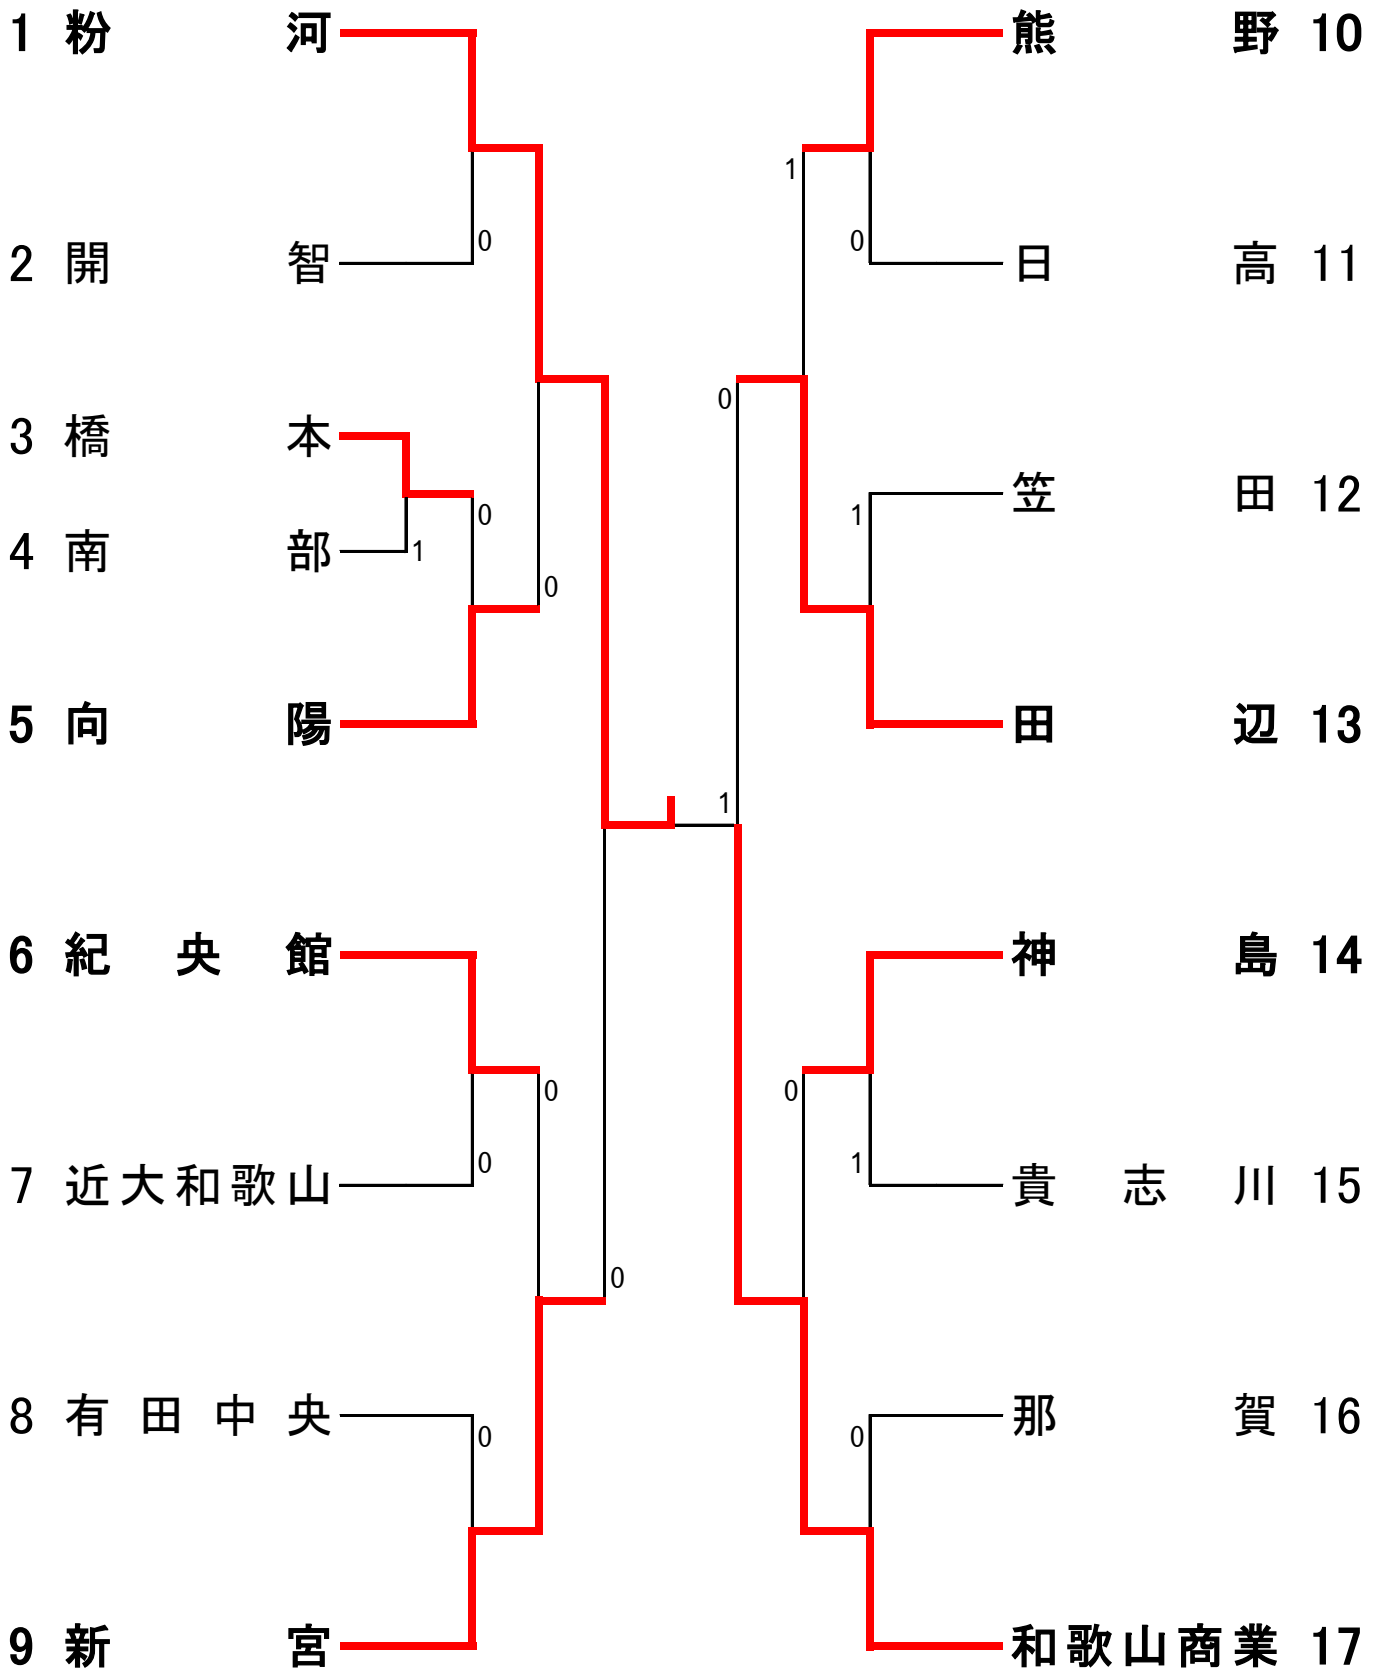 1 粉河
0
2 開智
3 橋本
0
4 南部
1
0
5 向陽
6 紀央館
0
0
7 近大和歌山
0
8 有田中央
0
9 新宮
熊野 10
1
0
日高 11
0
笠田 12
1
田辺 13
1
神島 14
0
1
貴志川 15
那賀 16
0
和歌山商業 17